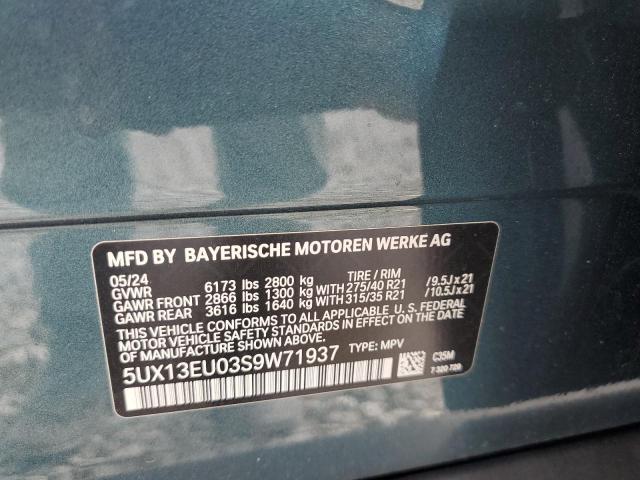 MFD BY BAYERISCHE MOTOREN WERKE AG
05/24
GVWR 6173 lbs 2800 kg TIRE / RIM
GAWR FRONT 2866 lbs 1300 kg WITH 275/40 R21 / 9.5J x 21
GAWR REAR 3616 lbs 1640 kg WITH 315/35 R21 / 10.5J x 21
THIS VEHICLE CONFORMS TO ALL APPLICABLE U.S. FEDERAL
MOTOR VEHICLE SAFETY STANDARDS IN EFFECT ON THE DATE OF
MANUFACTURE SHOWN ABOVE.
5UX13EU03S9W71937 TYPE: MPV
C35M
7 320 720